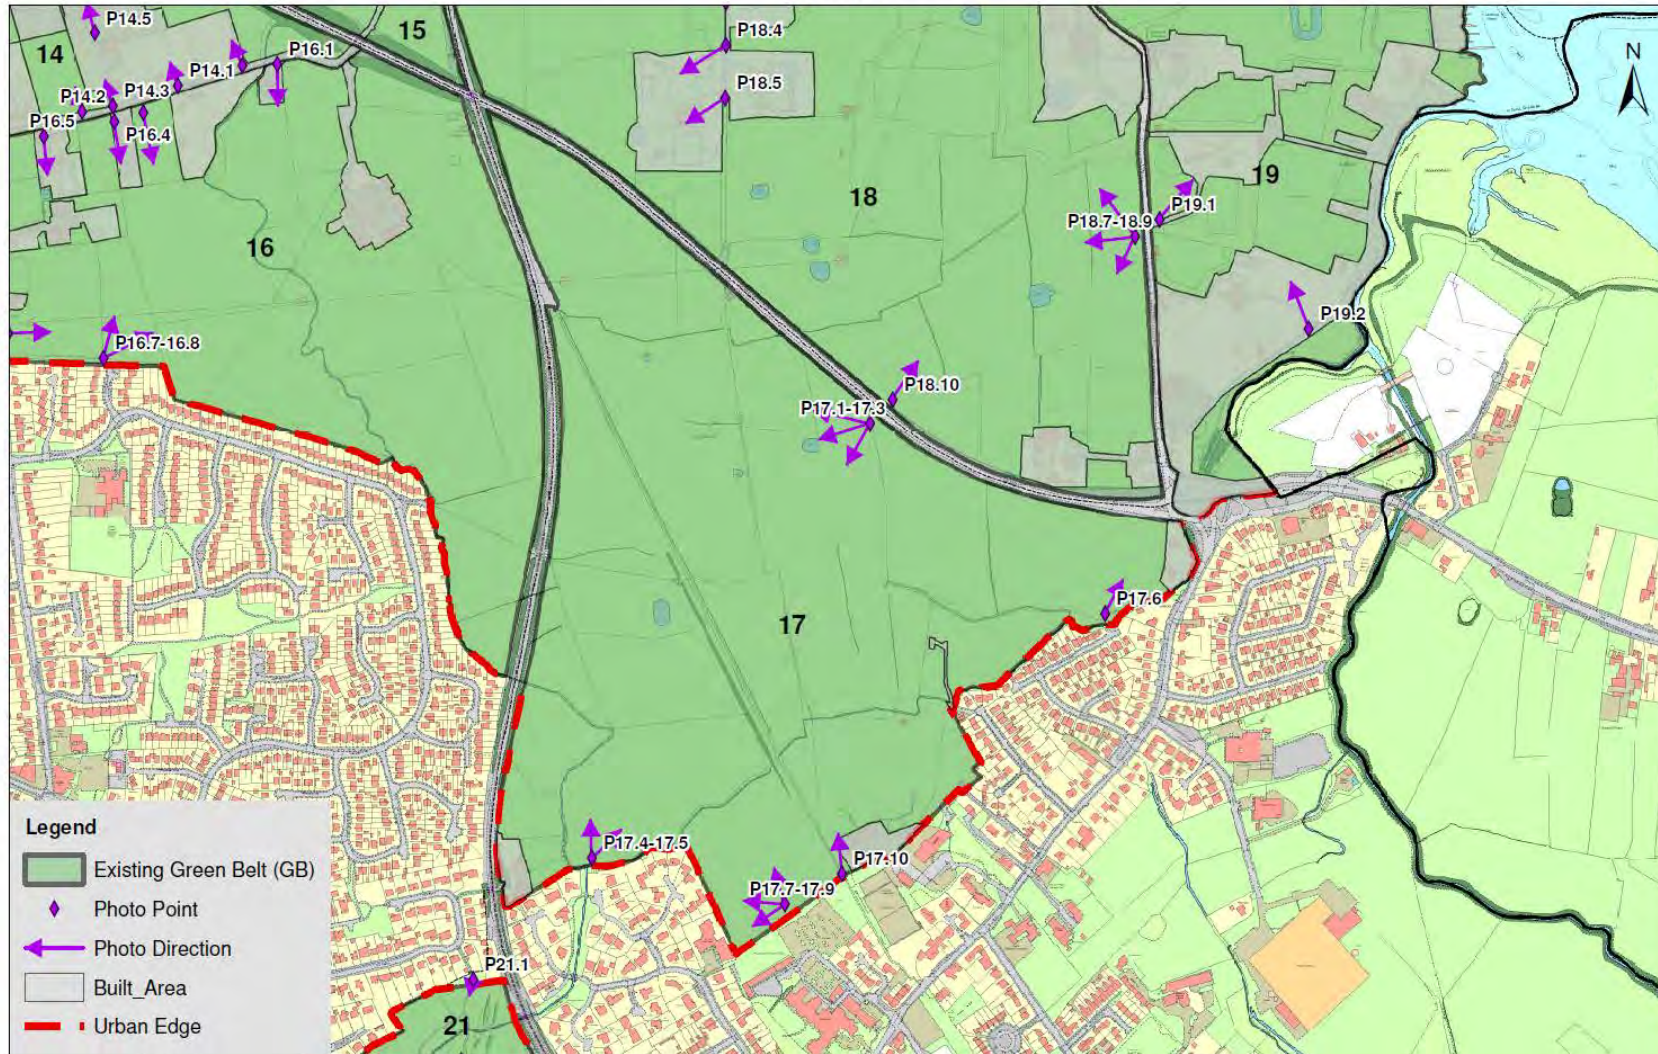 P14.5
15
P18.4
N
14
P16.1
P14.1
P18.5
P14.2
P14.3
P16.5
P16.4
19
18
P19.1
P18.7-18.9
16
P19.2
P16.7-16.8
P18.10
P17.1-17.3
P17.6
17
Legend
Existing Green Belt (GB)
Photo Point
Photo Direction
Built_Area
Urban Edge
P17.4-17.5
P17.10
P17.7-17.9
P21.1
21